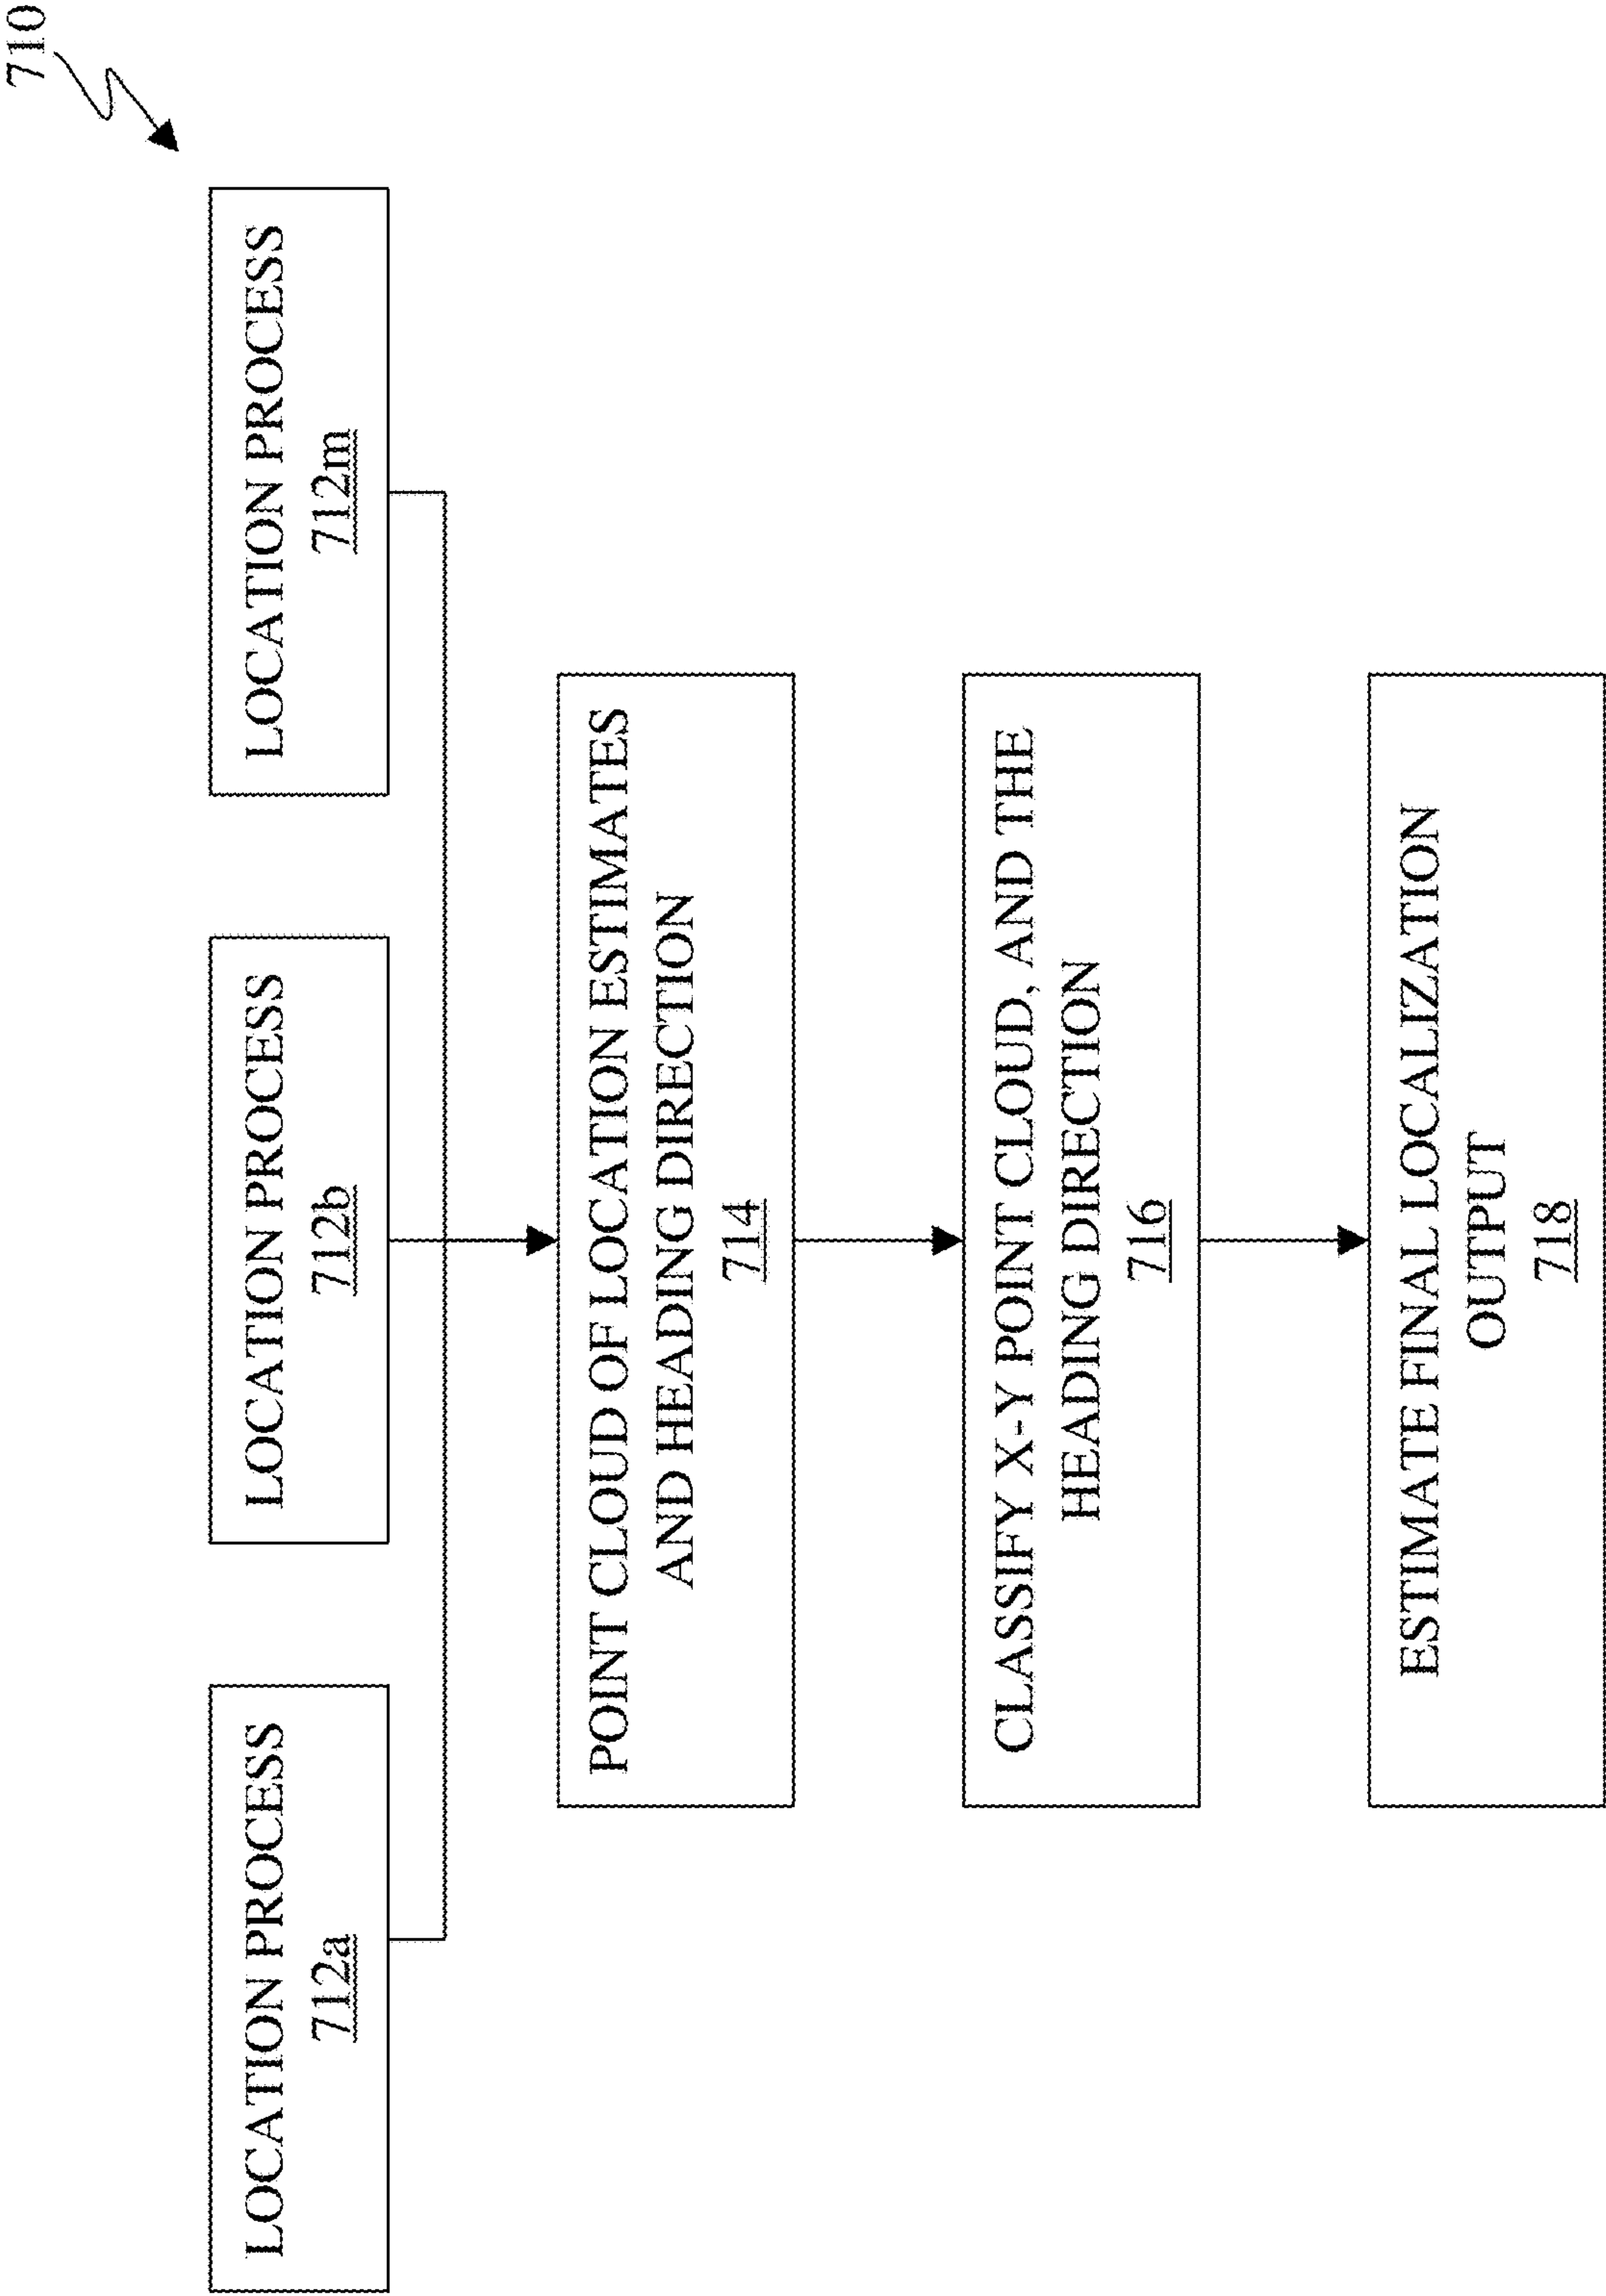 710
LOCATION PROCESS
712a
LOCATION PROCESS
712b
LOCATION PROCESS
712m
POINT CLOUD OF LOCATION ESTIMATES
AND HEADING DIRECTION
714
CLASSIFY X-Y POINT CLOUD, AND THE
HEADING DIRECTION
716
ESTIMATE FINAL LOCALIZATION
OUTPUT
718